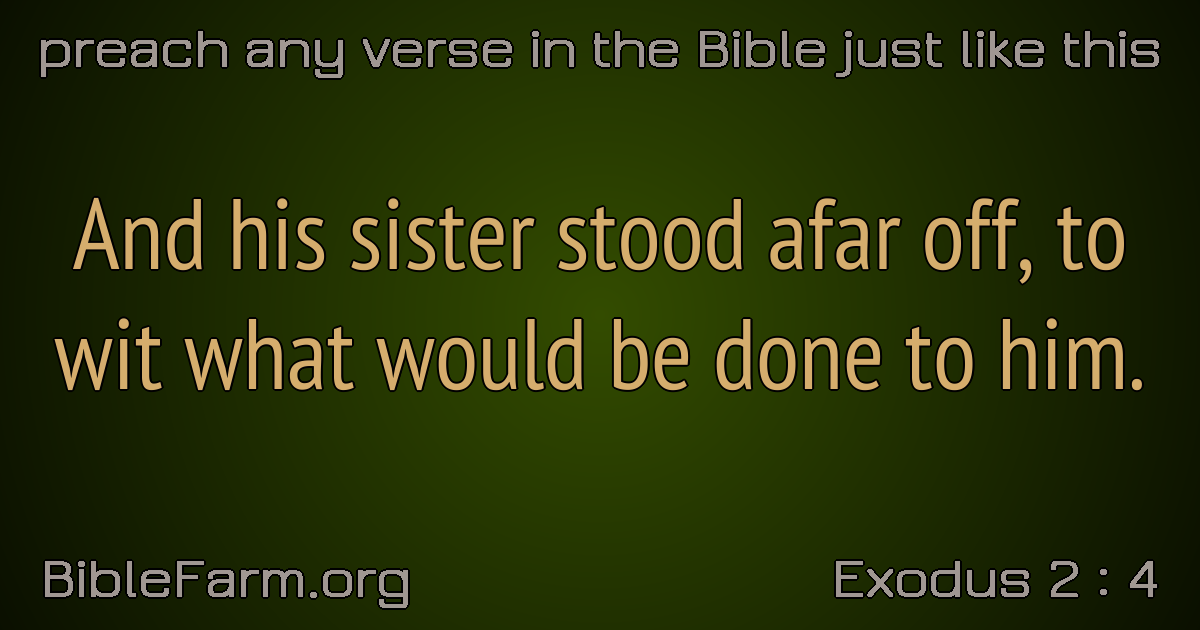 preach any verse in the Bible just like this
And his sister stood afar off, to
wit what would be done to him.
BibleFarm.org
Exodus 2 : 4